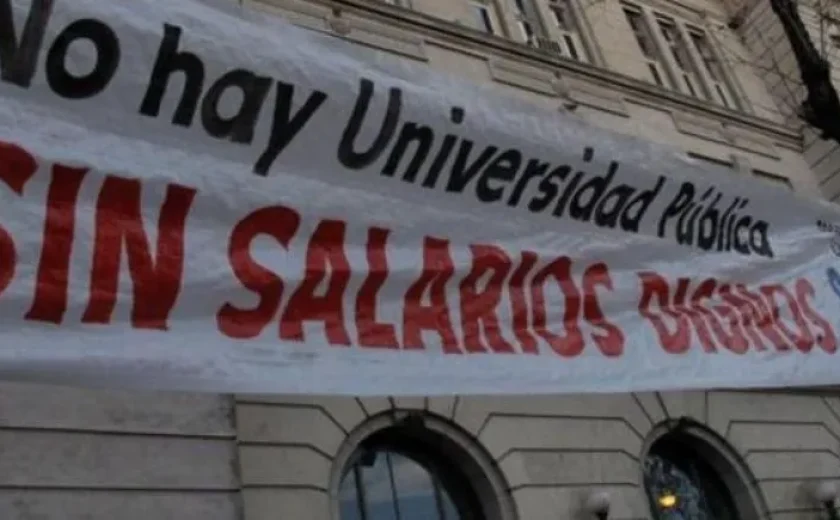 No hay Universidad Pública
SIN SALARIOS DIGNOS